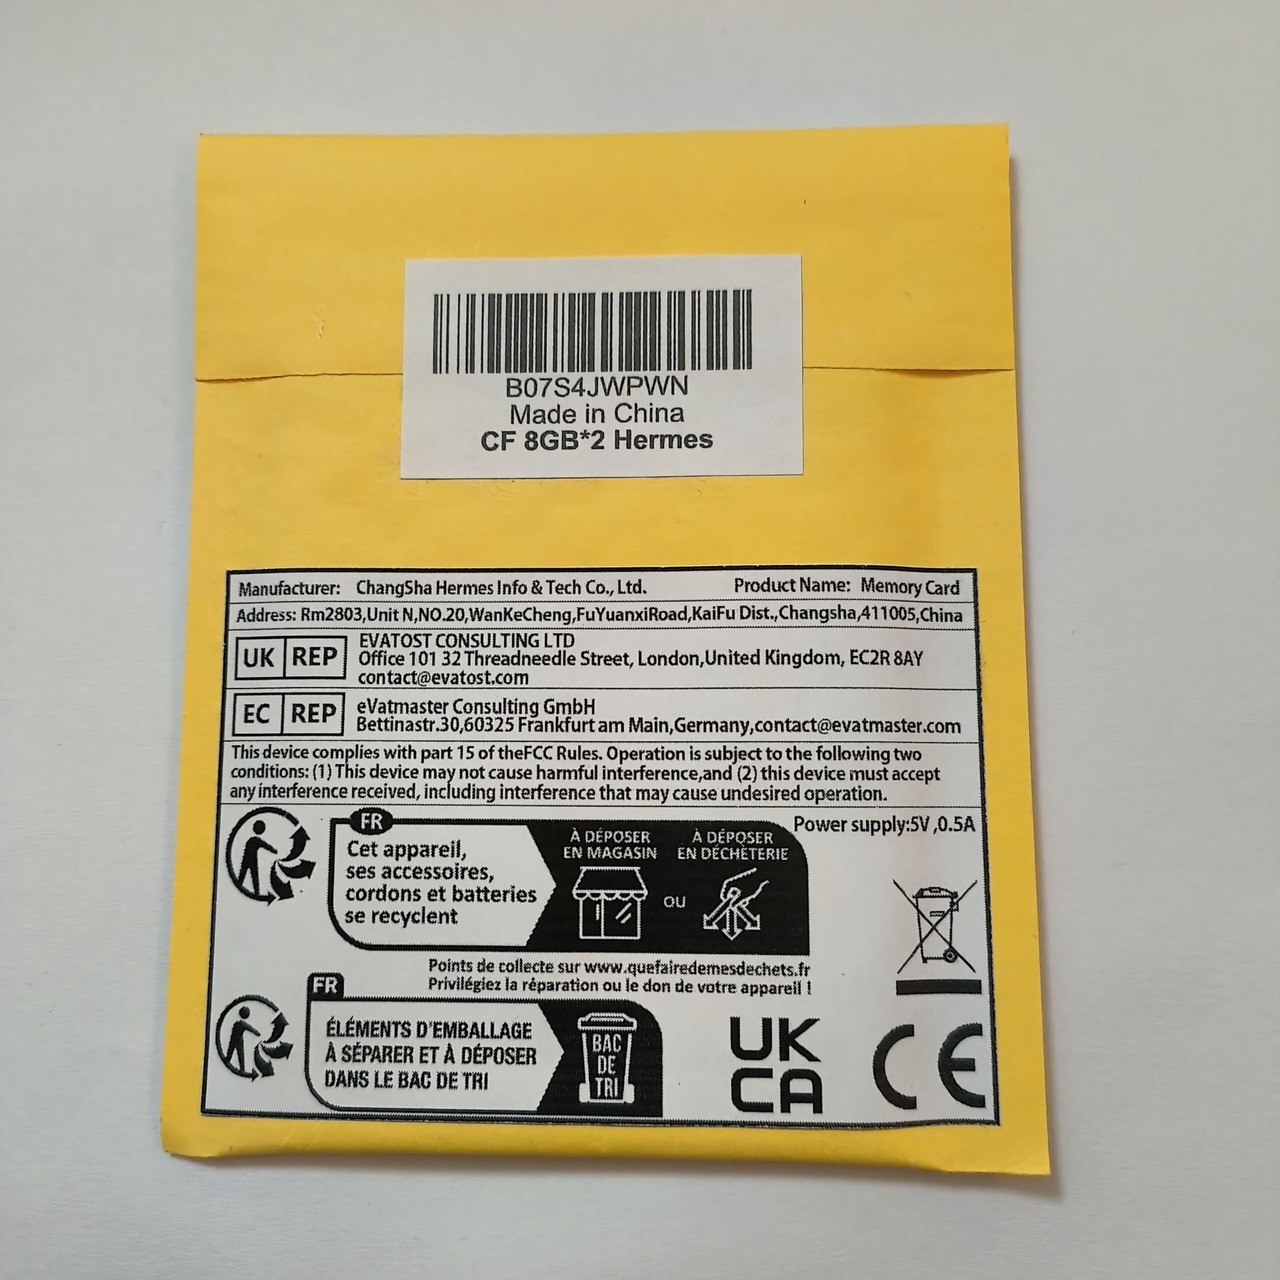 B07S4JWPWN
Made in China
CF 8GB*2 Hermes
Manufacturer: ChangSha Hermes Info & Tech Co., Ltd. Product Name: Memory Card
Address: Rm2803,Unit N,NO.20,WanKeCheng,FuYuanxiRoad,KaiFu Dist.,Changsha,411005,China
UK REP
EVATOST CONSULTING LTD
Office 101 32 Threadneedle Street, London,United Kingdom, EC2R 8AY
contact@evatost.com
EC REP
eVatmaster Consulting GmbH
Bettinastr.30,60325 Frankfurt am Main,Germany,contact@evatmaster.com
This device complies with part 15 of theFCC Rules. Operation is subject to the following two
conditions: (1) This device may not cause harmful interference,and (2) this device must accept
any interference received, including interference that may cause undesired operation.
Power supply:5V ,0.5A
FR
Cet appareil,
ses accessoires,
cordons et batteries
se recyclent
À DÉPOSER
EN MAGASIN
OU
À DÉPOSER
EN DÉCHÈTERIE
Points de collecte sur www.quefairedemesdechets.fr
Privilégiez la réparation ou le don de votre appareil !
FR
ÉLÉMENTS D'EMBALLAGE
À SÉPARER ET À DÉPOSER
DANS LE BAC DE TRI
BAC
DE
TRI
UK
CA
CE